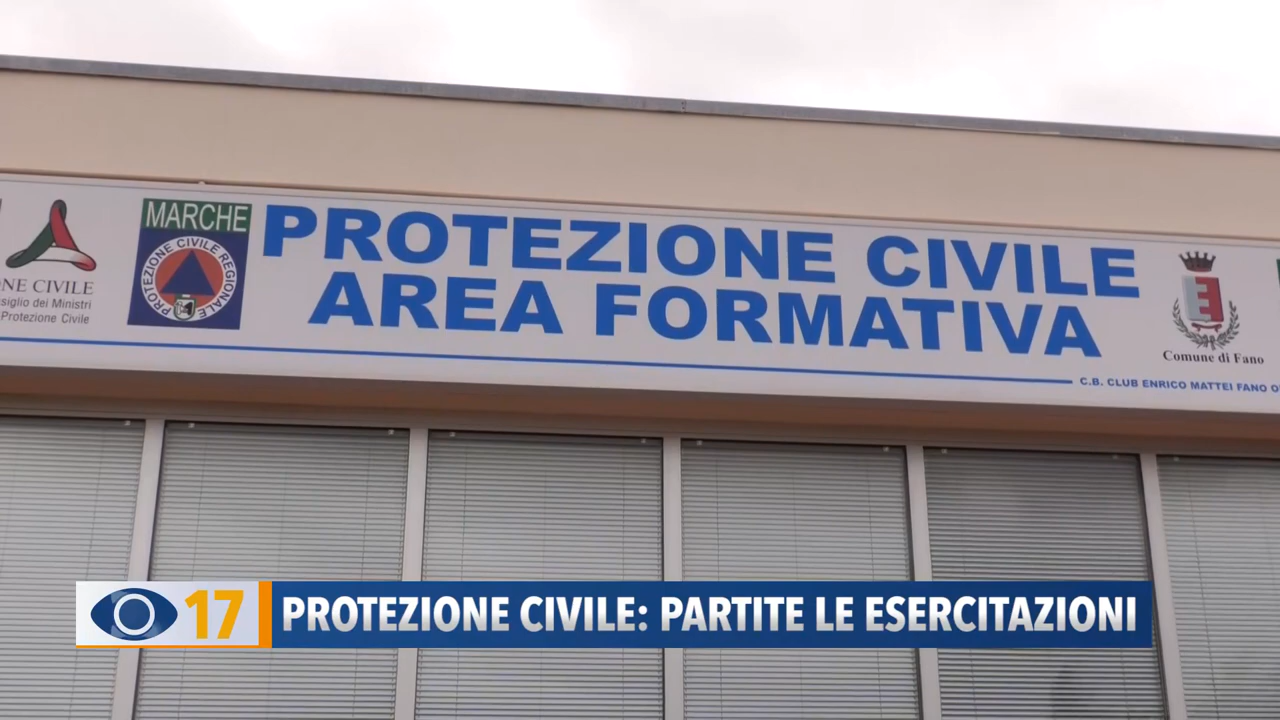 MARCHE
PROTEZIONE CIVILE REGIONALE
PROTEZIONE CIVILE
AREA FORMATIVA
NE CIVILE
siglio dei Ministri
Protezione Civile
Comune di Fano
C.B. CLUB ENRICO MATTEI FANO
17
PROTEZIONE CIVILE: PARTITE LE ESERCITAZIONI